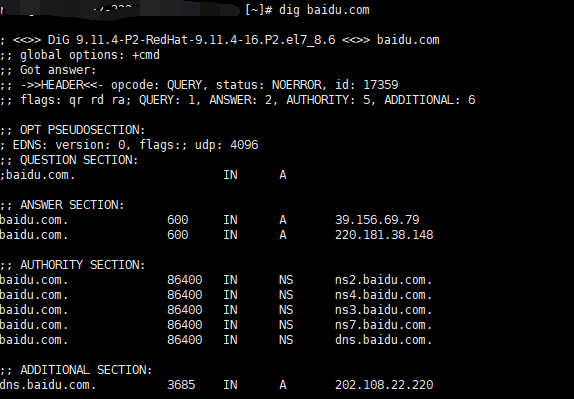 [~]# dig baidu.com
; <<>> DiG 9.11.4-P2-RedHat-9.11.4-16.P2.el7_8.6 <<>> baidu.com
;; global options: +cmd
;; Got answer:
;; ->>HEADER<<- opcode: QUERY, status: NOERROR, id: 17359
;; flags: qr rd ra; QUERY: 1, ANSWER: 2, AUTHORITY: 5, ADDITIONAL: 6
;; OPT PSEUDOSECTION:
; EDNS: version: 0, flags:; udp: 4096
;; QUESTION SECTION:
;baidu.com. IN A
;; ANSWER SECTION:
baidu.com. 600 IN A 39.156.69.79
baidu.com. 600 IN A 220.181.38.148
;; AUTHORITY SECTION:
baidu.com. 86400 IN NS ns2.baidu.com.
baidu.com. 86400 IN NS ns4.baidu.com.
baidu.com. 86400 IN NS ns3.baidu.com.
baidu.com. 86400 IN NS ns7.baidu.com.
baidu.com. 86400 IN NS dns.baidu.com.
;; ADDITIONAL SECTION:
dns.baidu.com. 3685 IN A 202.108.22.220